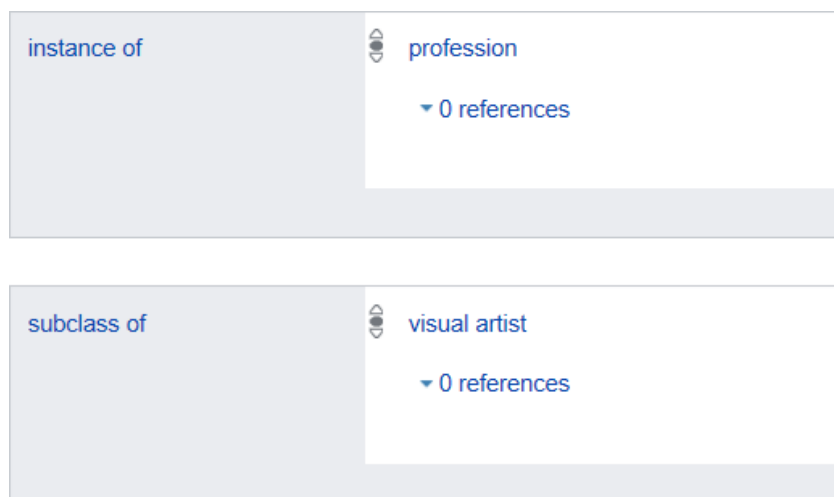 instance of
profession
0 references
subclass of
visual artist
0 references